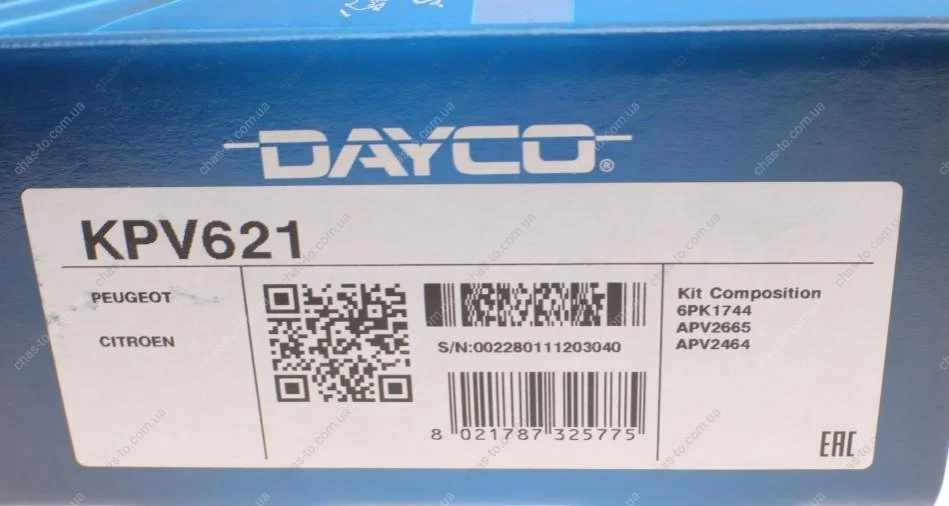 DAYCO®
KPV621
PEUGEOT
CITROEN
S/N:002280111203040
8 021787 325775
Kit Composition
6PK1744
APV2665
APV2464
EAC
chas-to.com.ua